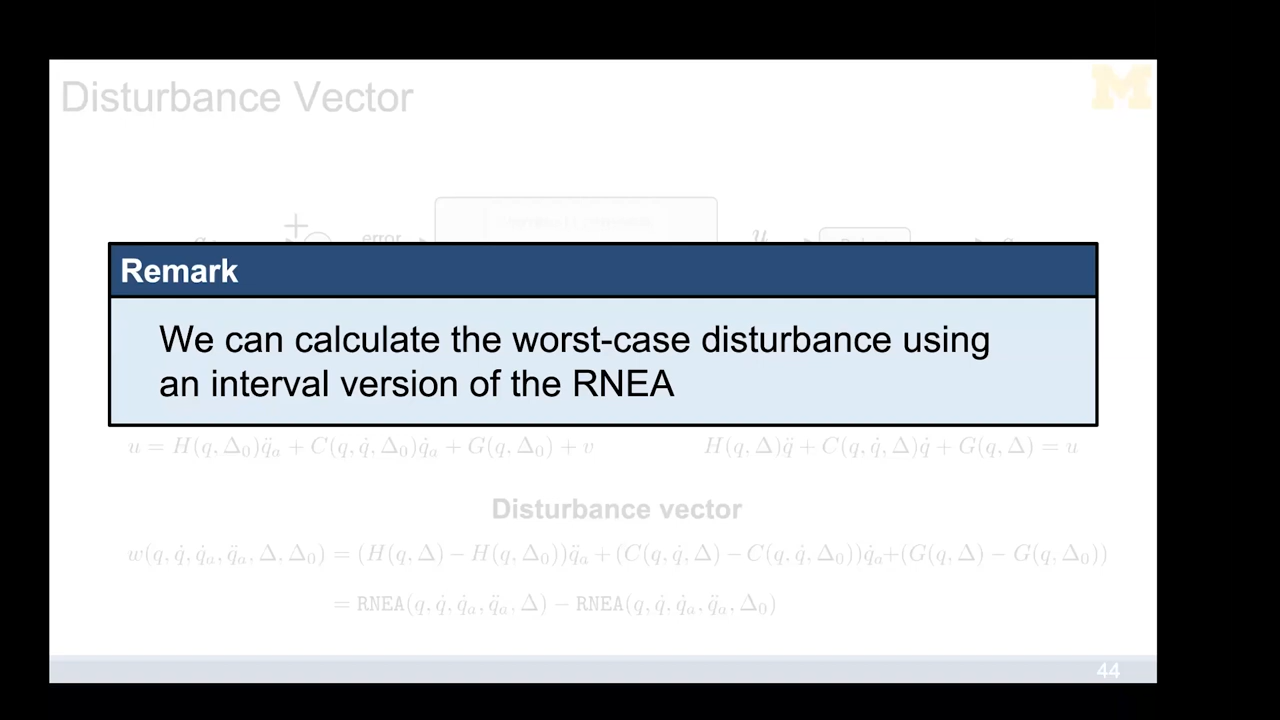 Disturbance Vector
M
+
error
u
Remark
We can calculate the worst-case disturbance using
an interval version of the RNEA
u = H(q, Δ₀)q̈ₐ + C(q, q̇, Δ₀)q̇ₐ + G(q, Δ₀) + v
H(q, Δ)q̈ + C(q, q̇, Δ)q̇ + G(q, Δ) = u
Disturbance vector
w(q, q̇, q̇ₐ, q̈ₐ, Δ, Δ₀) = (H(q, Δ) − H(q, Δ₀))q̈ₐ + (C(q, q̇, Δ) − C(q, q̇, Δ₀))q̇ₐ+(G(q, Δ) − G(q, Δ₀))
= RNEA(q, q̇, q̇ₐ, q̈ₐ, Δ) − RNEA(q, q̇, q̇ₐ, q̈ₐ, Δ₀)
44